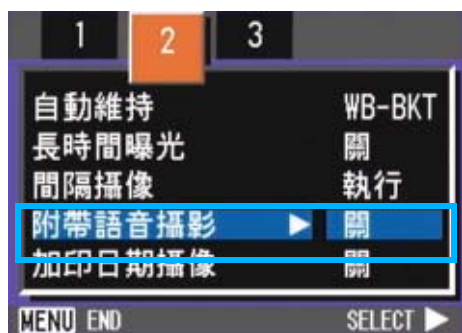 1 2 3
自動維持 WB-BKT
長時間曝光 關
間隔攝像 執行
附帶語音攝影 ▶ 關
加印日期攝像 關
MENU END SELECT ▶